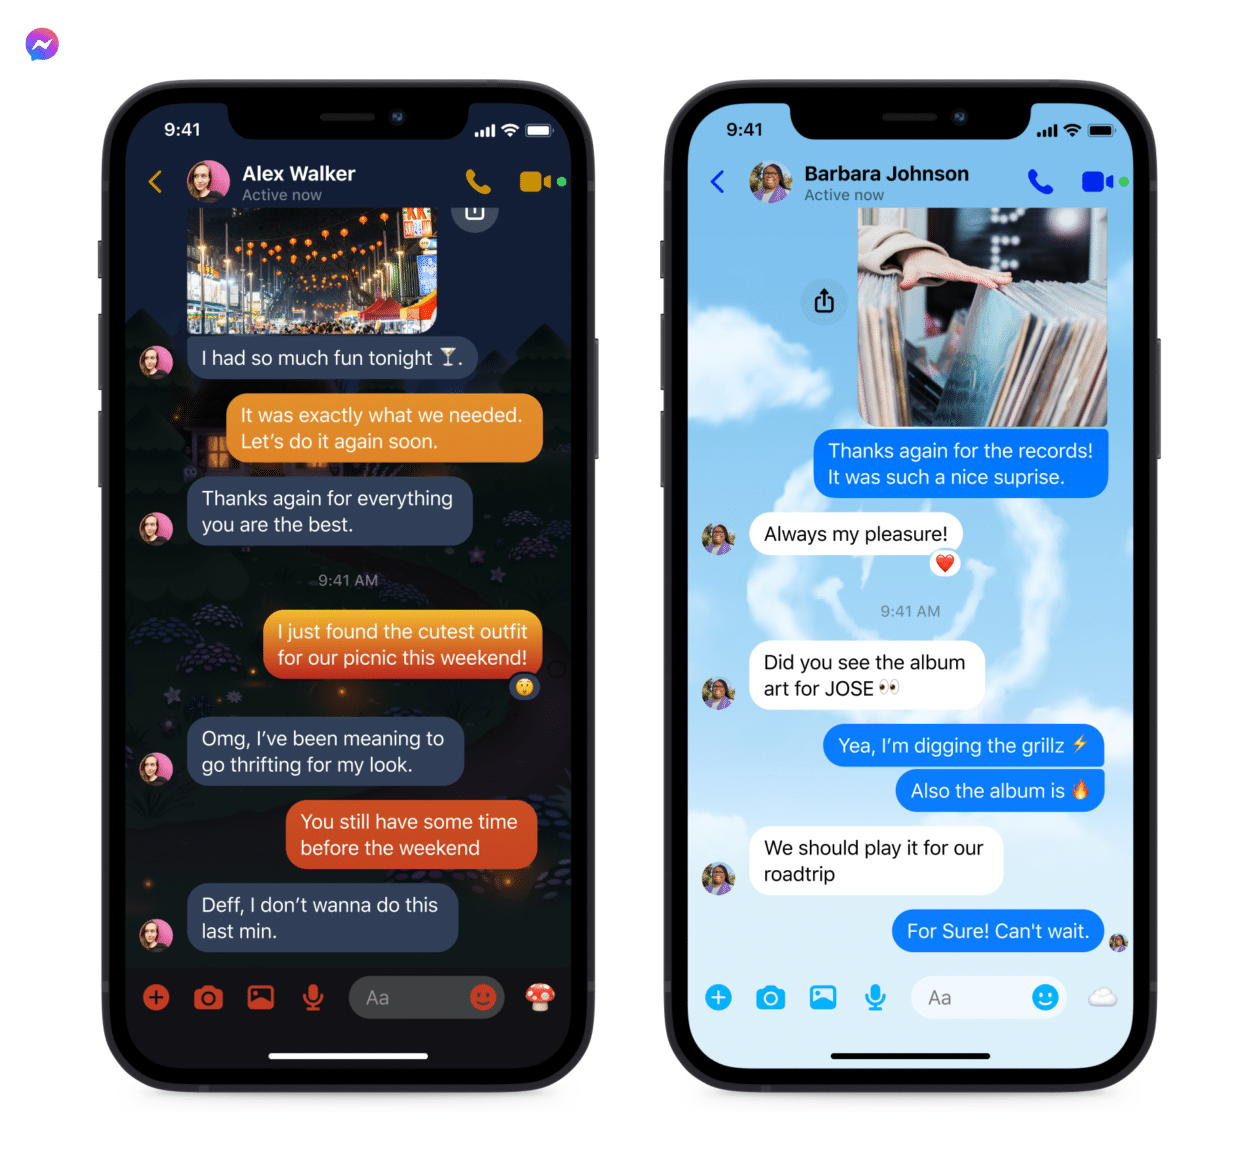 9:41
Alex Walker
Active now
I had so much fun tonight 🍸.
It was exactly what we needed.
Let's do it again soon.
Thanks again for everything
you are the best.
9:41 AM
I just found the cutest outfit
for our picnic this weekend!
Omg, I've been meaning to
go thrifting for my look.
You still have some time
before the weekend
Deff, I don't wanna do this
last min.
Aa
9:41
Barbara Johnson
Active now
Thanks again for the records!
It was such a nice suprise.
Always my pleasure!
9:41 AM
Did you see the album
art for JOSE 👀
Yea, I'm digging the grillz ⚡
Also the album is 🔥
We should play it for our
roadtrip
For Sure! Can't wait.
Aa